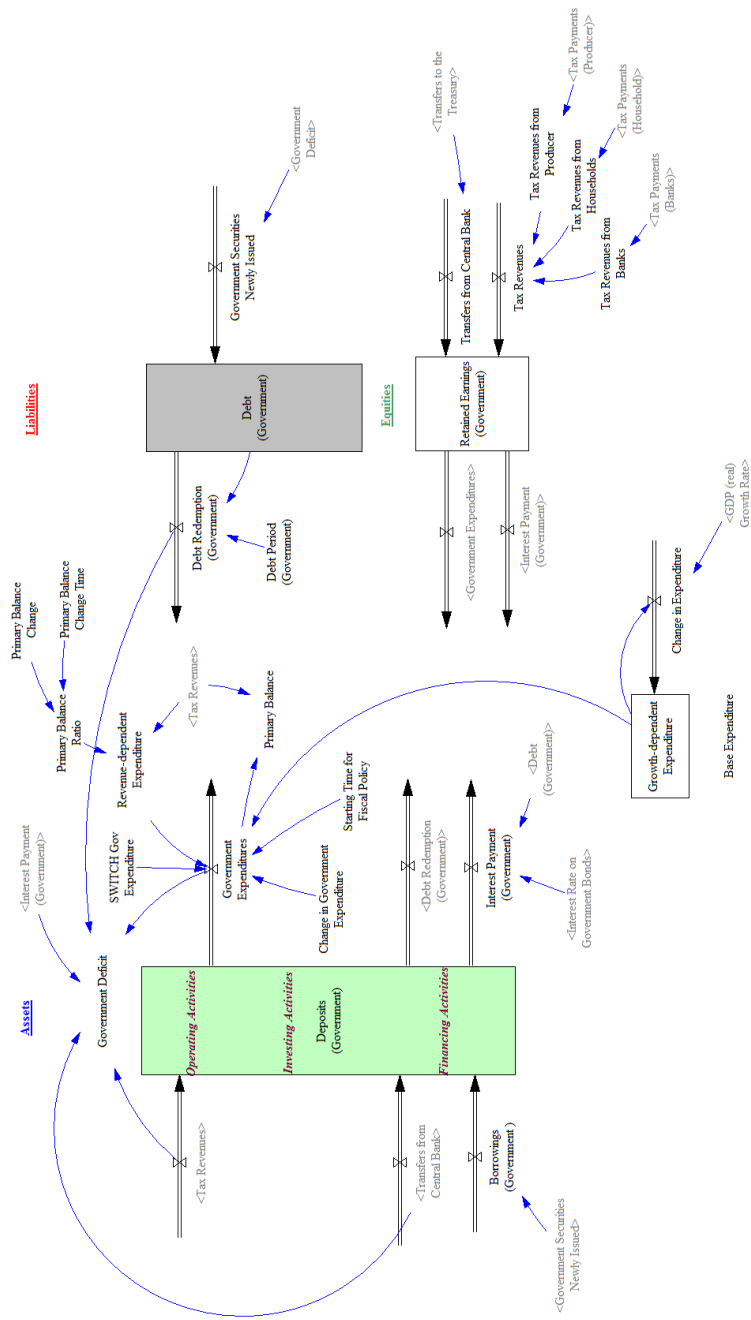 Assets
Liabilities
Equities
<Interest Payment
(Government)>
Government Deficit
SWITCH Gov
Expenditure
Primary Balance
Ratio
Primary Balance
Change
Primary Balance
Change Time
Revenue-dependent
Expenditure
<Tax Revenues>
Operating Activities
<Tax Revenues>
Government
Expenditures
Primary Balance
Change in Government
Expenditure
Starting Time for
Fiscal Policy
Investing Activities
Deposits
(Government)
<Transfers from
Central Bank>
<Debt Redemption
(Government)>
Financing Activities
Borrowings
(Government )
<Government Securities
Newly Issued>
Interest Payment
(Government)
<Debt
(Government)>
<Interest Rate on
Government Bonds>
Debt Redemption
(Government)
Debt Period
(Government)
Debt
(Government)
Government Securities
Newly Issued
<Government
Deficit>
<Government Expenditures>
<Interest Payment
(Government)>
Retained Earnings
(Government)
Transfers from Central Bank
<Transfers to the
Treasury>
Tax Revenues
Tax Revenues from
Producer
<Tax Payments
(Producer)>
Tax Revenues from
Households
<Tax Payments
(Household)>
Tax Revenues from
Banks
<Tax Payments
(Banks)>
Growth-dependent
Expenditure
Change in Expenditure
<GDP (real)
Growth Rate>
Base Expenditure